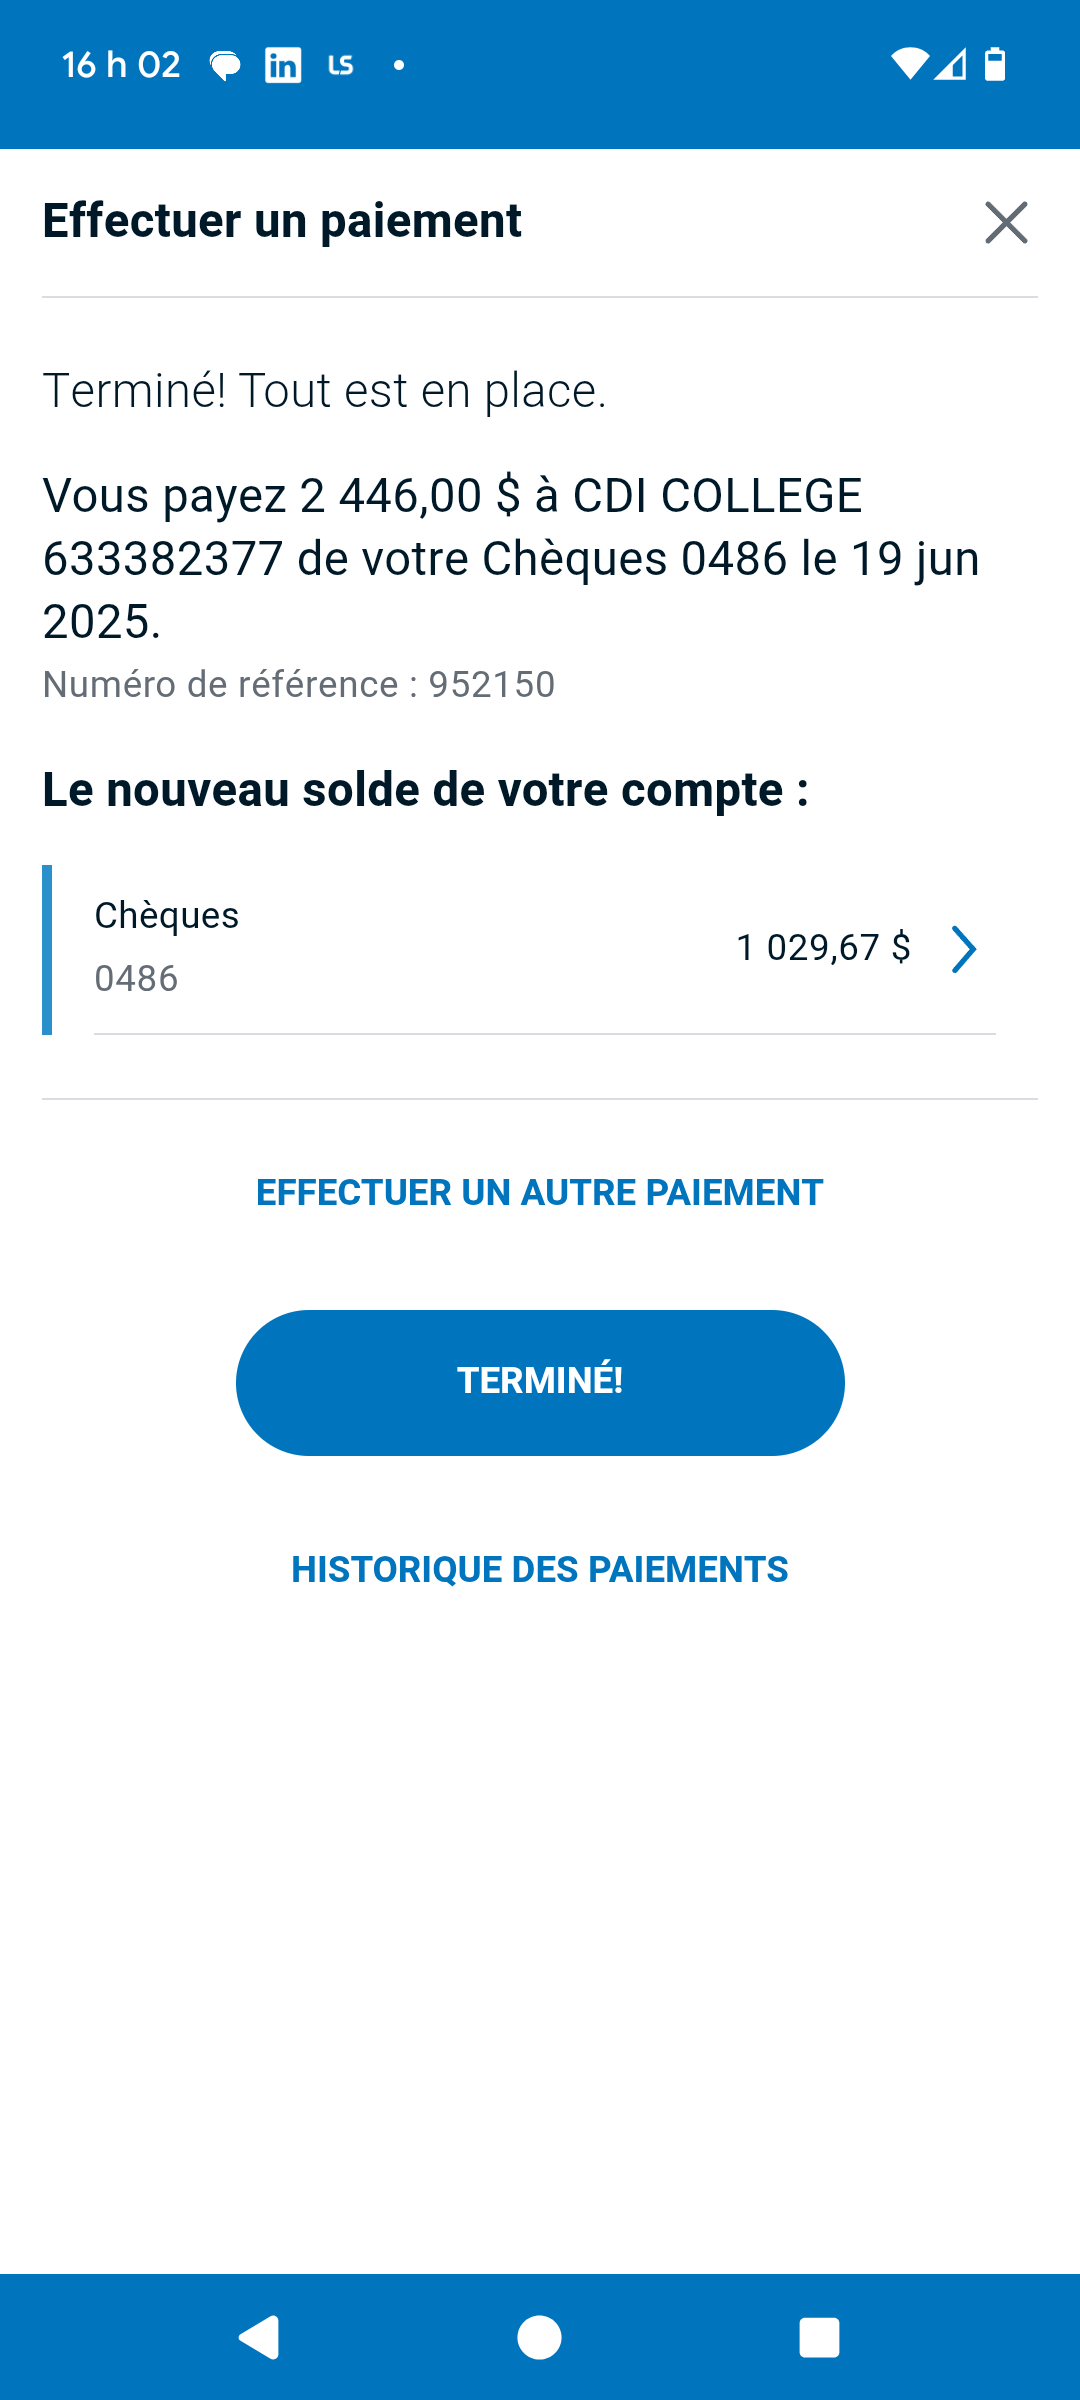 16 h 02
in
LS
Effectuer un paiement
Terminé! Tout est en place.
Vous payez 2 446,00 $ à CDI COLLEGE
633382377 de votre Chèques 0486 le 19 jun
2025.
Numéro de référence : 952150
Le nouveau solde de votre compte :
Chèques
1 029,67 $
0486
EFFECTUER UN AUTRE PAIEMENT
TERMINÉ!
HISTORIQUE DES PAIEMENTS